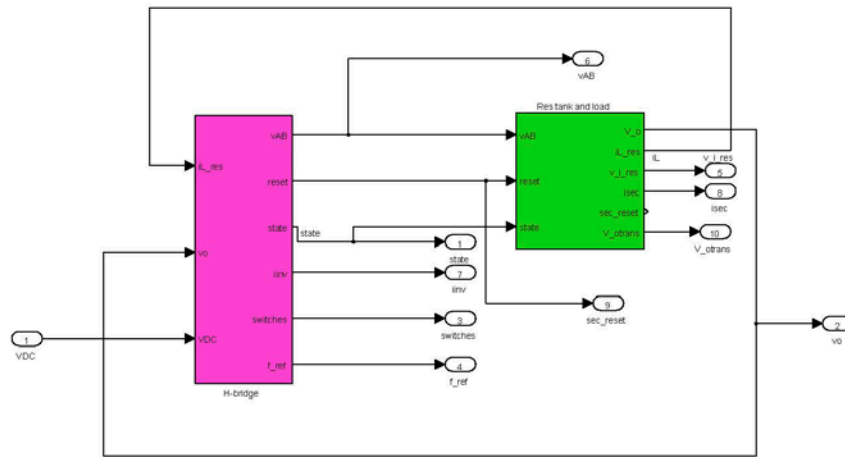 6
vAB
Res tank and load
vAB
V_o
iL_res
vAB
iL_res
iL
v_i_res
v_i_res
5
reset
reset
isec
8
isec
sec_reset
state
state
state
V_otrans
10
V_otrans
vo
1
state
iinv
7
iinv
9
sec_reset
switches
3
switches
2
vo
1
VDC
VDC
f_ref
4
f_ref
H-bridge